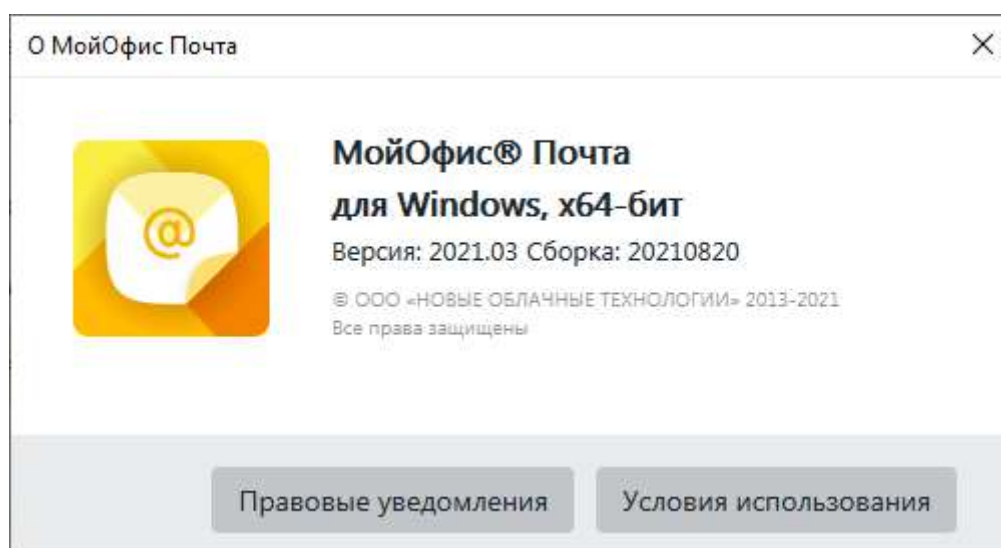 О МойОфис Почта
@
МойОфис® Почта
для Windows, x64-бит
Версия: 2021.03 Сборка: 20210820
© ООО «НОВЫЕ ОБЛАЧНЫЕ ТЕХНОЛОГИИ» 2013-2021
Все права защищены
Правовые уведомления
Условия использования